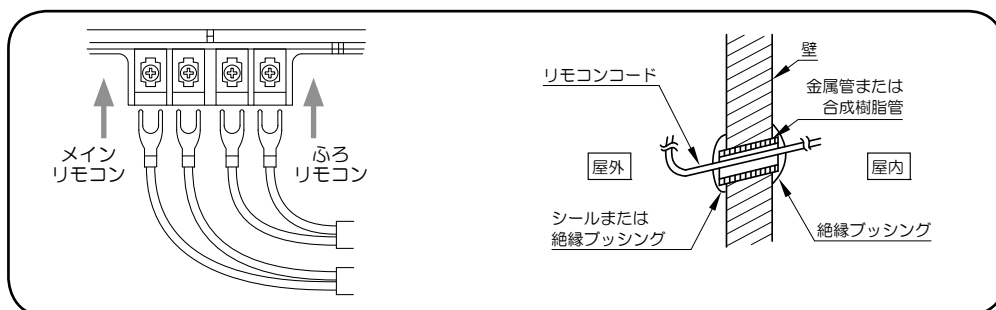 メイン
リモコン
ふろ
リモコン
リモコンコード
壁
金属管または
合成樹脂管
屋外
屋内
シールまたは
絶縁ブッシング
絶縁ブッシング